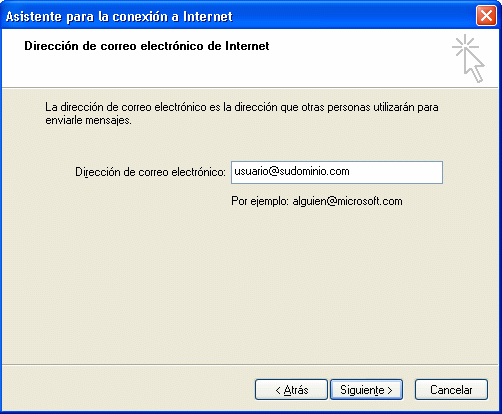 Asistente para la conexión a Internet
Dirección de correo electrónico de Internet
La dirección de correo electrónico es la dirección que otras personas utilizarán para
enviarle mensajes.
Dirección de correo electrónico: usuario@sudominio.com
Por ejemplo: alguien@microsoft.com
< Atrás Siguiente > Cancelar